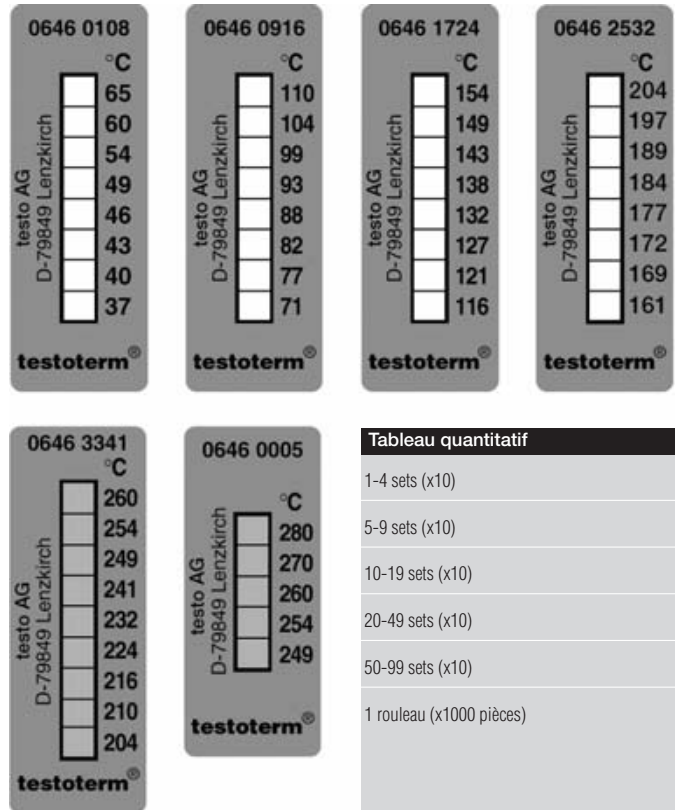 0646 0108
°C
65
60
54
49
46
43
40
37
testo AG
D-79849 Lenzkirch
testoterm®
0646 0916
°C
110
104
99
93
88
82
77
71
testo AG
D-79849 Lenzkirch
testoterm®
0646 1724
°C
154
149
143
138
132
127
121
116
testo AG
D-79849 Lenzkirch
testoterm®
0646 2532
°C
204
197
189
184
177
172
169
161
testo AG
D-79849 Lenzkirch
testoterm®
0646 3341
°C
260
254
249
241
232
224
216
210
204
testo AG
D-79849 Lenzkirch
testoterm®
0646 0005
°C
280
270
260
254
249
testo AG
D-79849 Lenzkirch
testoterm®
Tableau quantitatif
1-4 sets (x10)
5-9 sets (x10)
10-19 sets (x10)
20-49 sets (x10)
50-99 sets (x10)
1 rouleau (x1000 pièces)